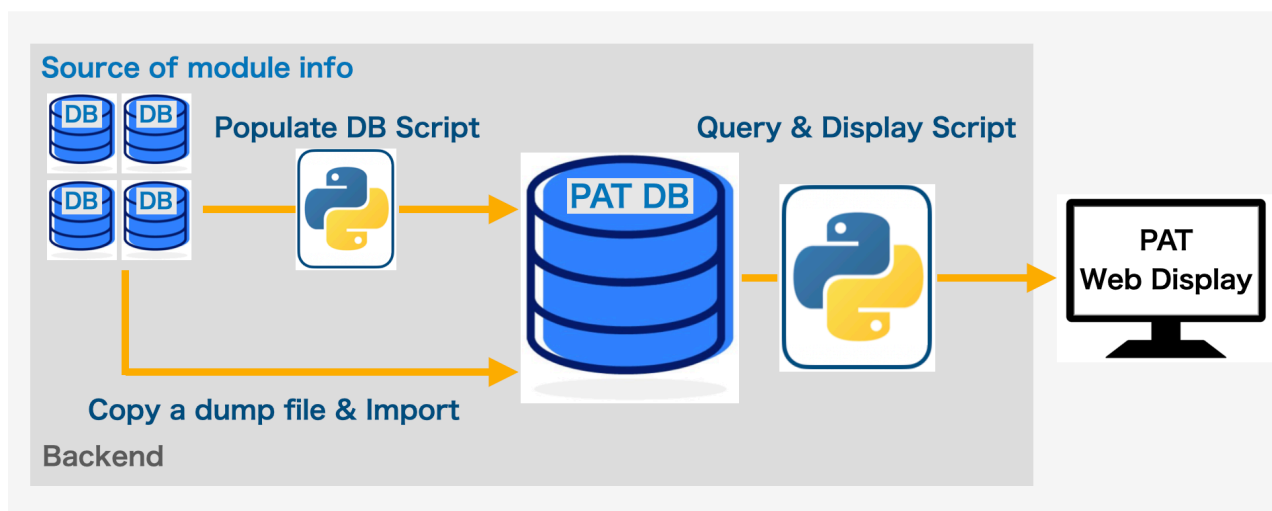 Source of module info
DB DB
Populate DB Script
Query & Display Script
DB DB
PAT DB
PAT
Web Display
Copy a dump file & Import
Backend